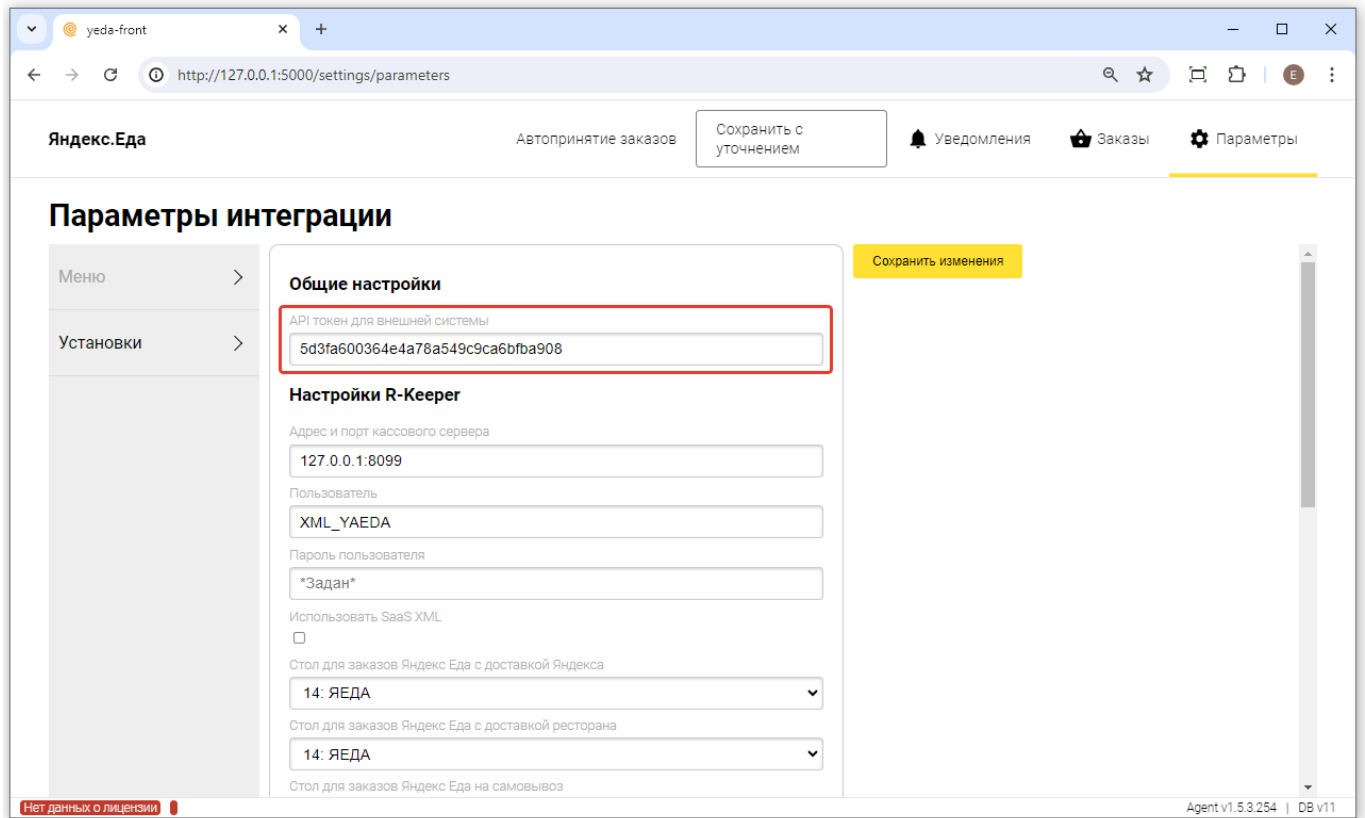 yeda-front
http://127.0.0.1:5000/settings/parameters
E
Яндекс.Еда
Автопринятие заказов
Сохранить с
уточнением
Уведомления
Заказы
Параметры
Параметры интеграции
Меню
Установки
Общие настройки
API токен для внешней системы
5d3fa600364e4a78a549c9ca6bfba908
Настройки R-Keeper
Адрес и порт кассового сервера
127.0.0.1:8099
Пользователь
XML_YAEDA
Пароль пользователя
*Задан*
Использовать SaaS XML
Стол для заказов Яндекс Еда с доставкой Яндекса
14: ЯЕДА
Стол для заказов Яндекс Еда с доставкой ресторана
14: ЯЕДА
Стол для заказов Яндекс Еда на самовывоз
Сохранить изменения
Нет данных о лицензии
Agent v1.5.3.254 | DB v11